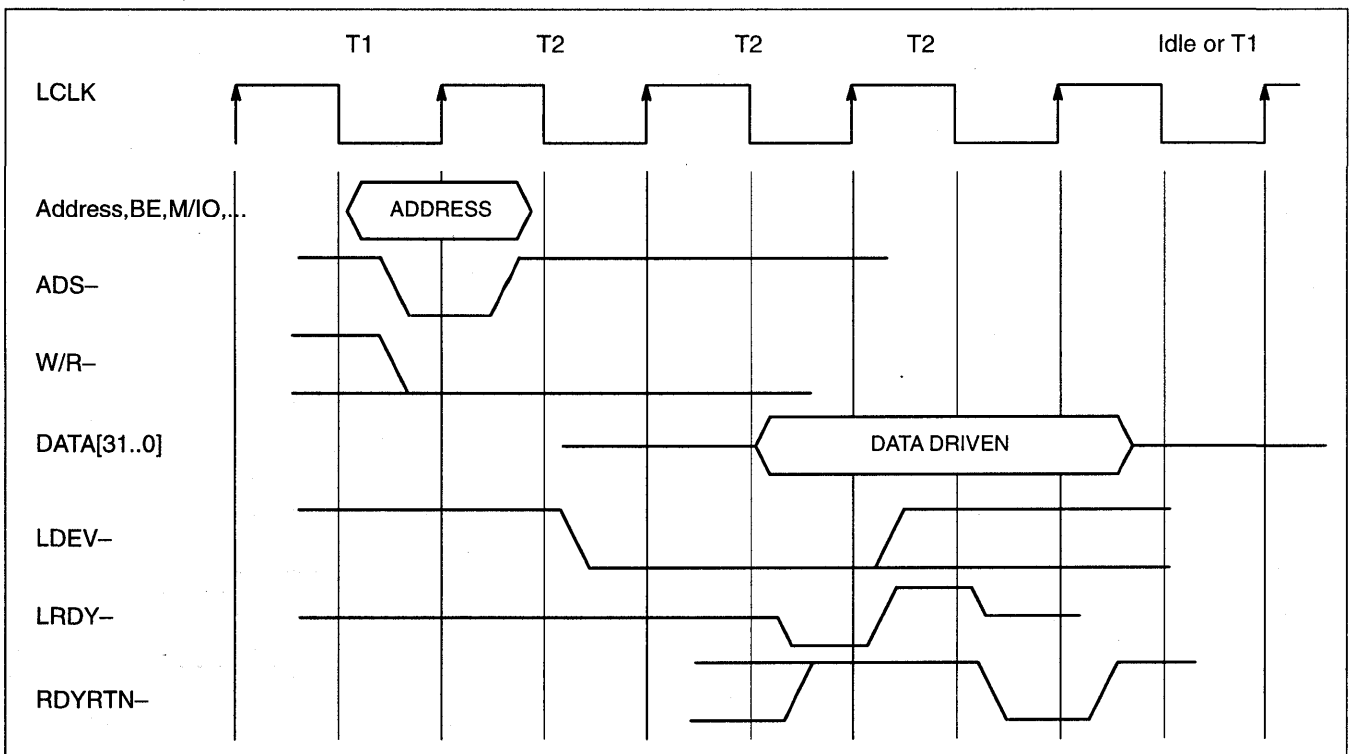 T1 T2 T2 T2 Idle or T1
LCLK
Address,BE,M/IO,...
ADDRESS
ADS–
W/R–
DATA[31..0]
DATA DRIVEN
LDEV–
LRDY–
RDYRTN–